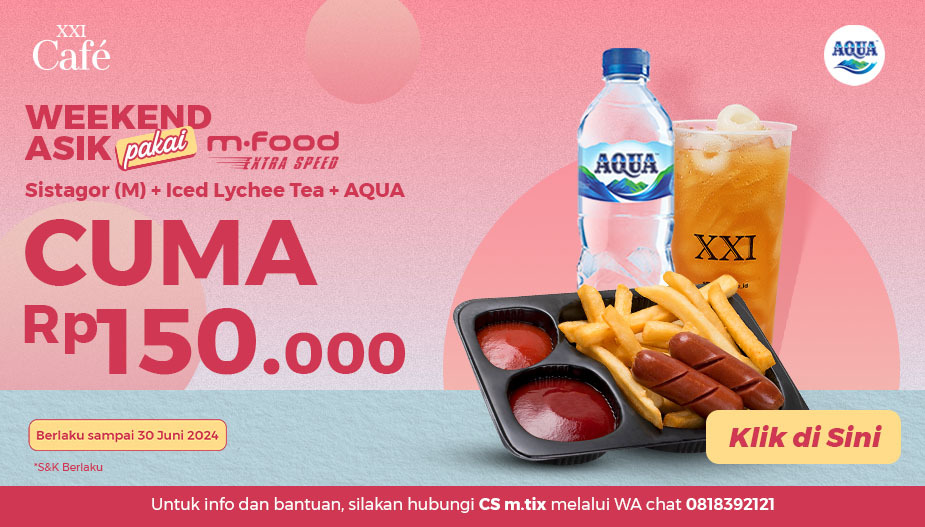 XXI
Café
AQUA
WEEKEND
ASIK pakai m·food
EXTRA SPEED
Sistagor (M) + Iced Lychee Tea + AQUA
CUMA
Rp150.000
AQUA
XXI
Berlaku sampai 30 Juni 2024
*S&K Berlaku
Klik di Sini
Untuk info dan bantuan, silakan hubungi CS m.tix melalui WA chat 0818392121